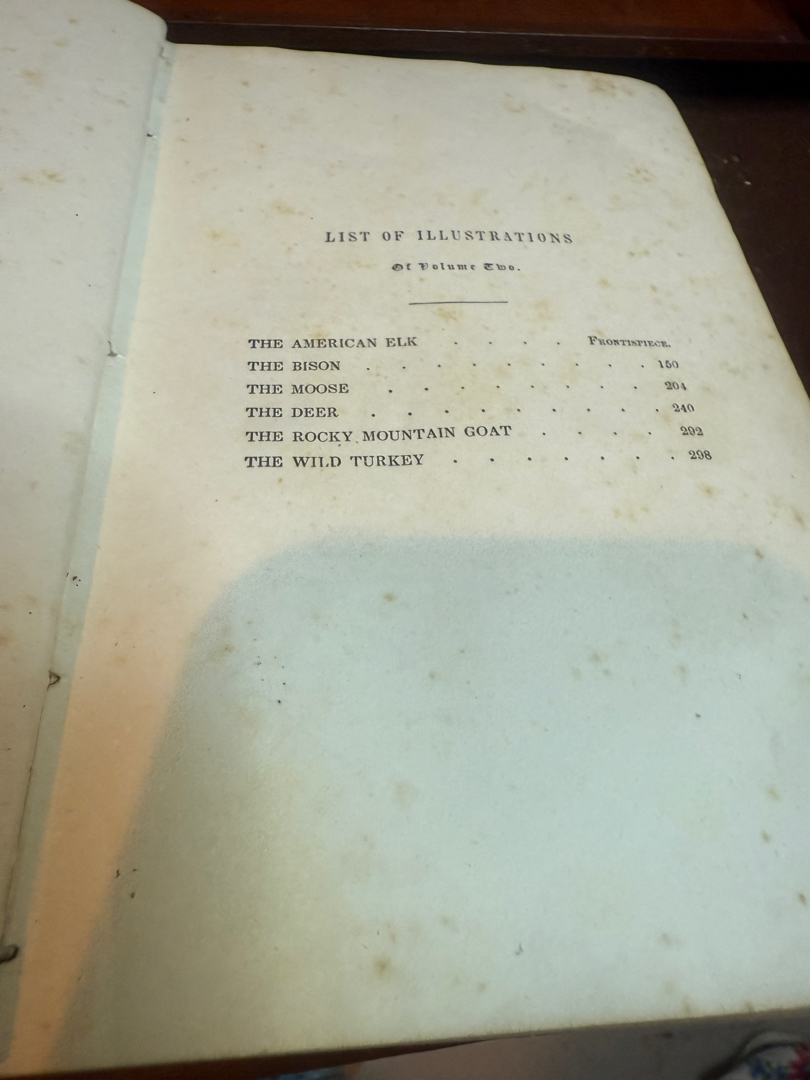 LIST OF ILLUSTRATIONS
Of Volume Two.
THE AMERICAN ELK . . . . FRONTISPIECE.
THE BISON . . . . . . . . . 150
THE MOOSE . . . . . . . . 204
THE DEER . . . . . . . . . 240
THE ROCKY MOUNTAIN GOAT . . . . 292
THE WILD TURKEY . . . . . . . 298